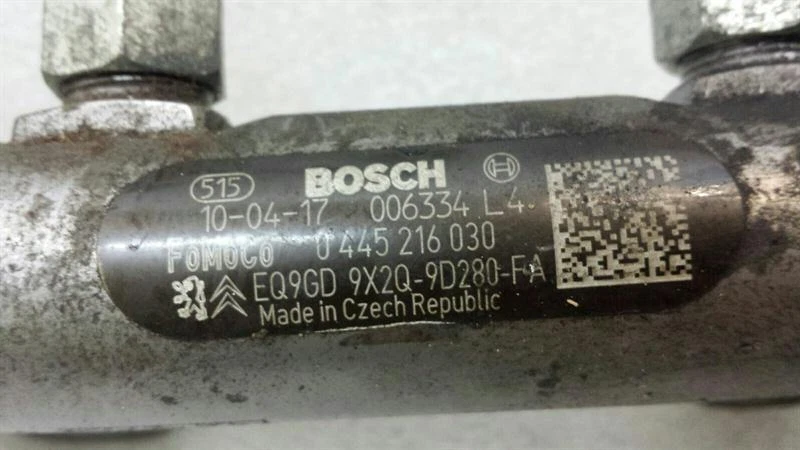 515 BOSCH
10-04-17 006334 L4
FoMoCo 0 445 216 030
EQ9GD 9X2Q-9D280-FA
Made in Czech Republic